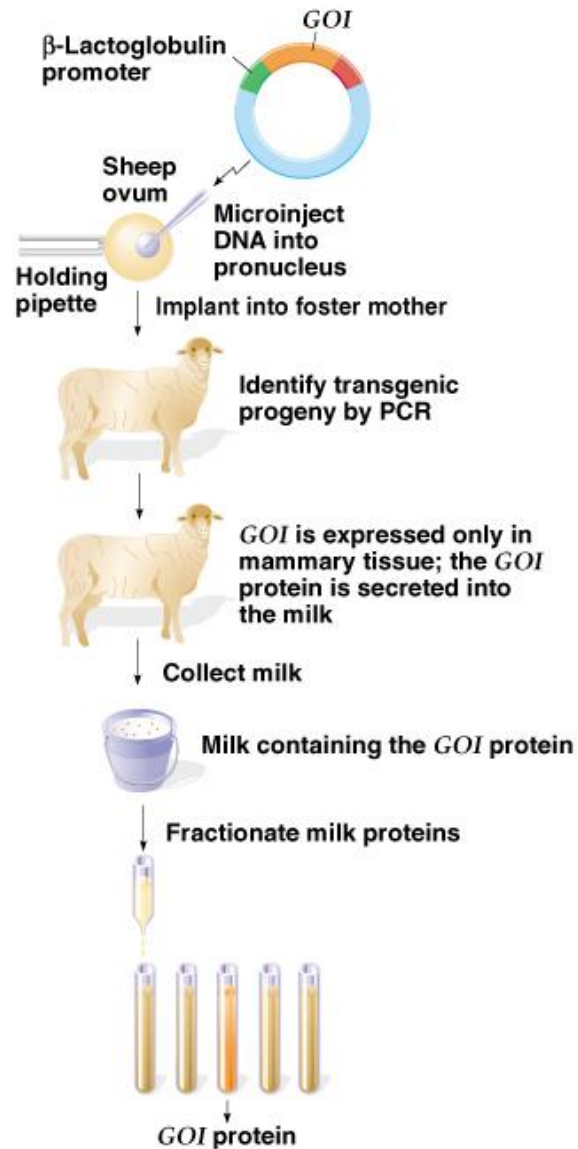 GOI
β-Lactoglobulin
promoter
Sheep
ovum
Microinject
DNA into
pronucleus
Holding
pipette
Implant into foster mother
Identify transgenic
progeny by PCR
GOI is expressed only in
mammary tissue; the GOI
protein is secreted into
the milk
Collect milk
Milk containing the GOI protein
Fractionate milk proteins
GOI protein